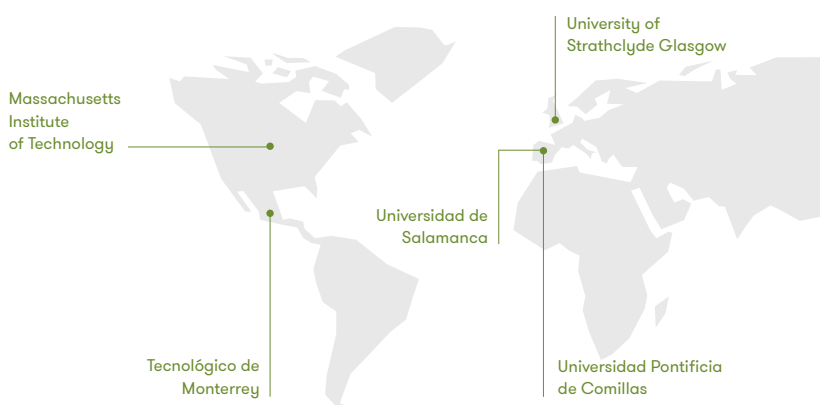 University of
Strathclyde Glasgow
Massachusetts
Institute
of Technology
Universidad de
Salamanca
Tecnológico de
Monterrey
Universidad Pontificia
de Comillas